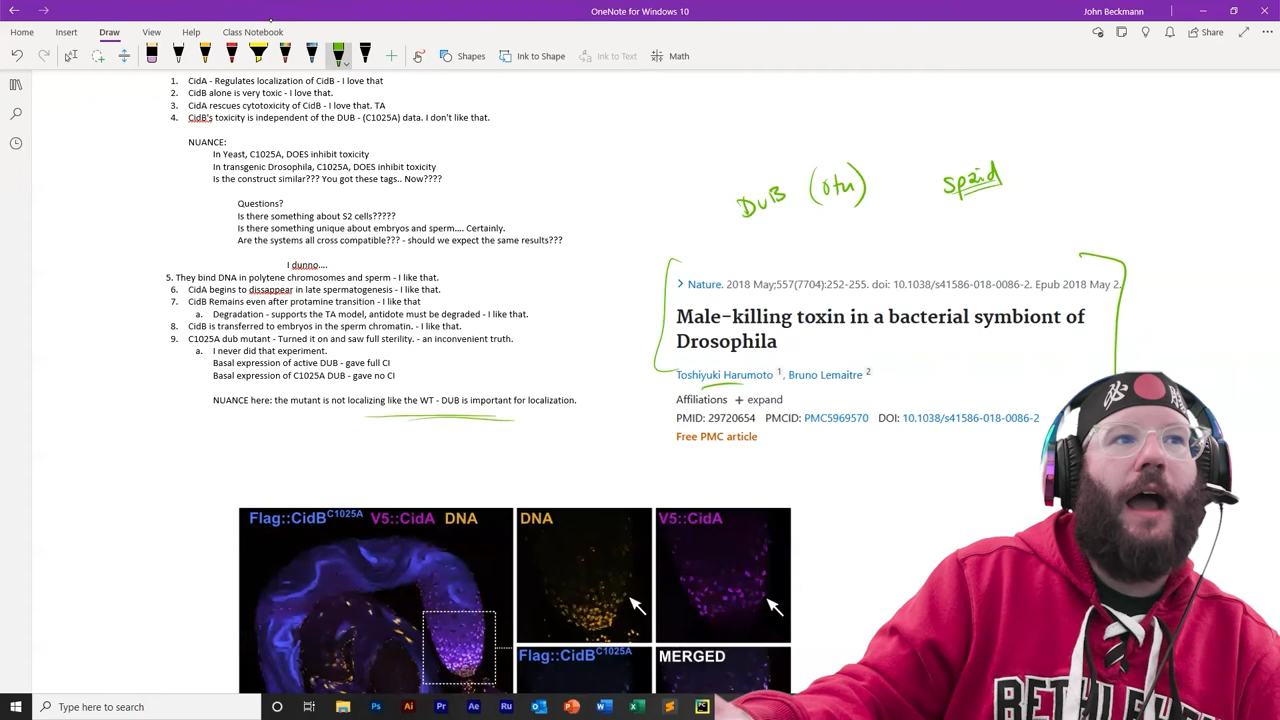 OneNote for Windows 10
John Beckmann
Home Insert Draw View Help Class Notebook
Share
Shapes Ink to Shape Ink to Text Math
1. CidA - Regulates localization of CidB - I love that
2. CidB alone is very toxic - I love that.
3. CidA rescues cytotoxicity of CidB - I love that. TA
4. CidB's toxicity is independent of the DUB - (C1025A) data. I don't like that.
NUANCE:
In Yeast, C1025A, DOES inhibit toxicity
In transgenic Drosophila, C1025A, DOES inhibit toxicity
Is the construct similar??? You got these tags.. Now????
Questions?
Is there something about S2 cells?????
Is there something unique about embryos and sperm…. Certainly.
Are the systems all cross compatible??? - should we expect the same results???
I dunno….
5. They bind DNA in polytene chromosomes and sperm - I like that.
6. CidA begins to dissappear in late spermatogenesis - I like that.
7. CidB Remains even after protamine transition - I like that
a. Degradation - supports the TA model, antidote must be degraded - I like that.
8. CidB is transferred to embryos in the sperm chromatin. - I like that.
9. C1025A dub mutant - Turned it on and saw full sterility. - an inconvenient truth.
a. I never did that experiment.
Basal expression of active DUB - gave full CI
Basal expression of C1025A DUB - gave no CI
NUANCE here: the mutant is not localizing like the WT - DUB is important for localization.
DUB (otu) spaid
Nature. 2018 May;557(7704):252-255. doi: 10.1038/s41586-018-0086-2. Epub 2018 May 2.
Male-killing toxin in a bacterial symbiont of
Drosophila
Toshiyuki Harumoto 1, Bruno Lemaitre 2
Affiliations + expand
PMID: 29720654 PMCID: PMC5969570 DOI: 10.1038/s41586-018-0086-2
Free PMC article
Flag::CidB C1025A V5::CidA DNA
DNA
V5::CidA
Flag::CidB C1025A
MERGED
BETHLEHEM
Type here to search
Ps Ai Pr Ae Ru